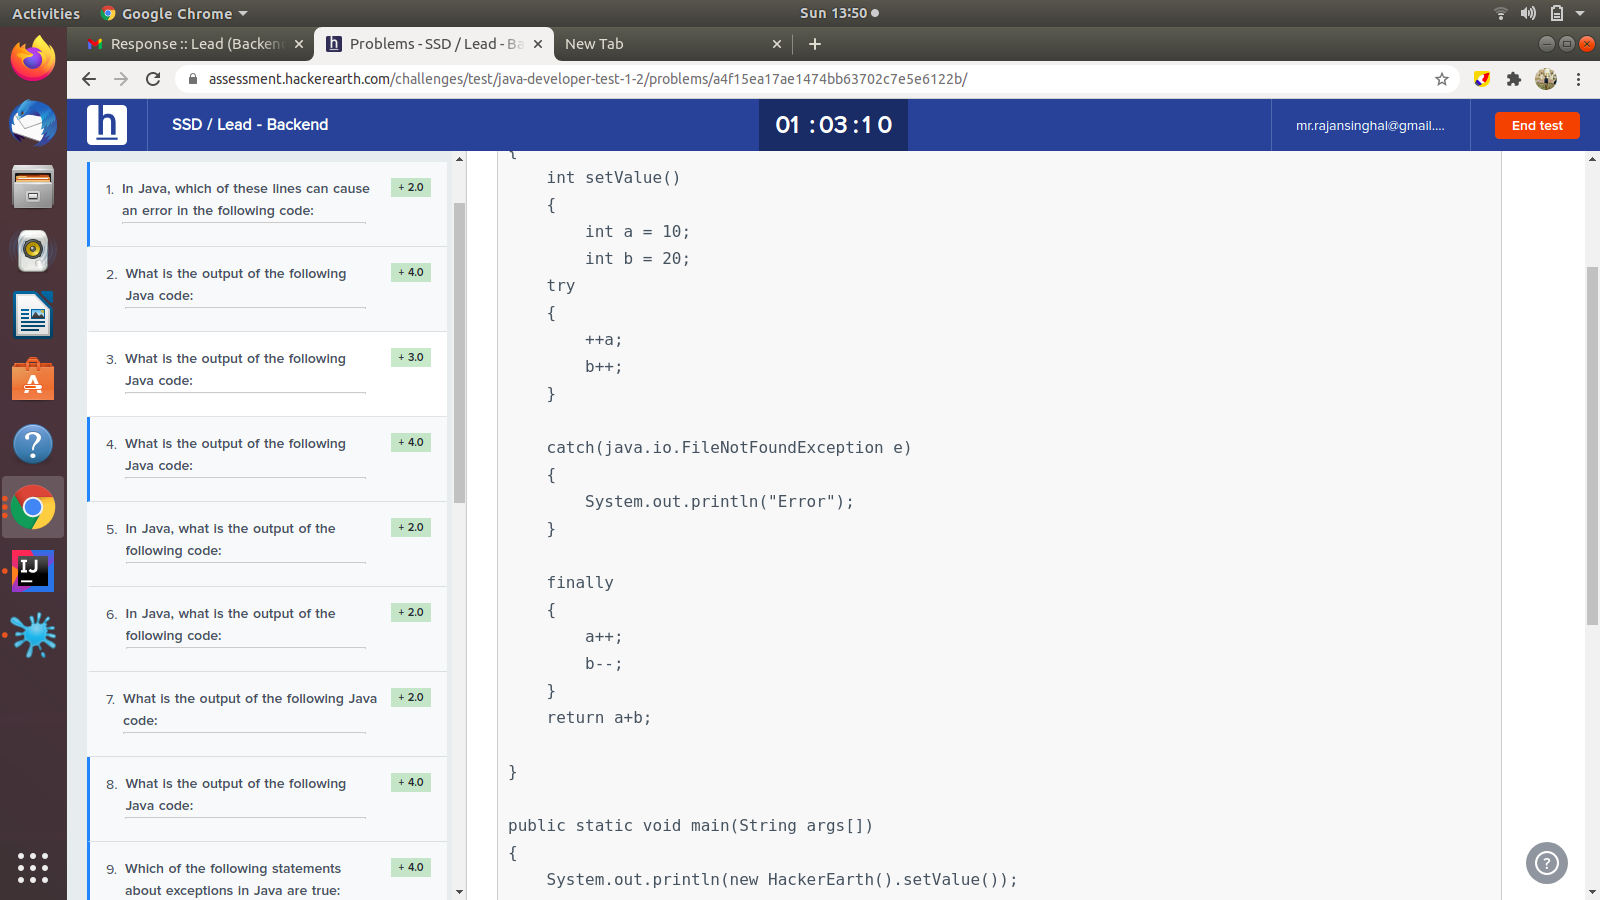 Activities
Google Chrome
Sun 13:50
Response :: Lead (Backen
Problems - SSD / Lead - Ba
New Tab
assessment.hackerearth.com/challenges/test/java-developer-test-1-2/problems/a4f15ea17ae1474bb63702c7e5e6122b/
h
SSD / Lead - Backend
01 : 03 : 10
mr.rajansinghal@gmail....
End test
1. In Java, which of these lines can cause
an error in the following code:
+ 2.0
2. What is the output of the following
Java code:
+ 4.0
3. What is the output of the following
Java code:
+ 3.0
4. What is the output of the following
Java code:
+ 4.0
5. In Java, what is the output of the
following code:
+ 2.0
6. In Java, what is the output of the
following code:
+ 2.0
7. What is the output of the following Java
code:
+ 2.0
8. What is the output of the following
Java code:
+ 4.0
9. Which of the following statements
about exceptions in Java are true:
+ 4.0
{
int setValue()
{
int a = 10;
int b = 20;
try
{
++a;
b++;
}
catch(java.io.FileNotFoundException e)
{
System.out.println("Error");
}
finally
{
a++;
b--;
}
return a+b;
}
public static void main(String args[])
{
System.out.println(new HackerEarth().setValue());
?
IJ